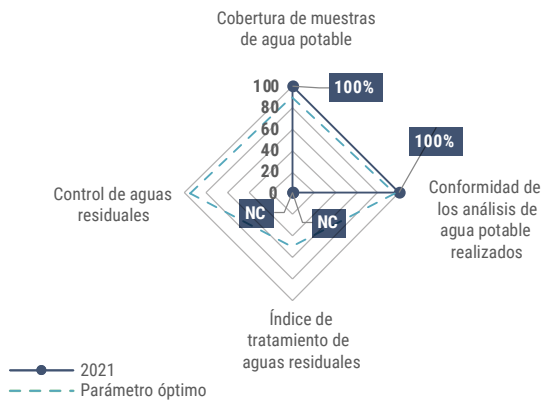 Cobertura de muestras
de agua potable
100
80
60
40
20
0
100%
100%
NC
NC
Control de aguas
residuales
Conformidad de
los análisis de
agua potable
realizados
Índice de
tratamiento de
aguas residuales
2021
Parámetro óptimo